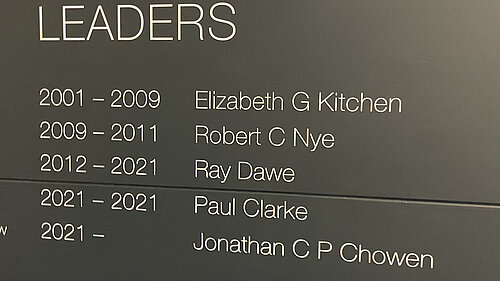 LEADERS
2001 – 2009 Elizabeth G Kitchen
2009 – 2011 Robert C Nye
2012 – 2021 Ray Dawe
2021 – 2021 Paul Clarke
2021 – Jonathan C P Chowen